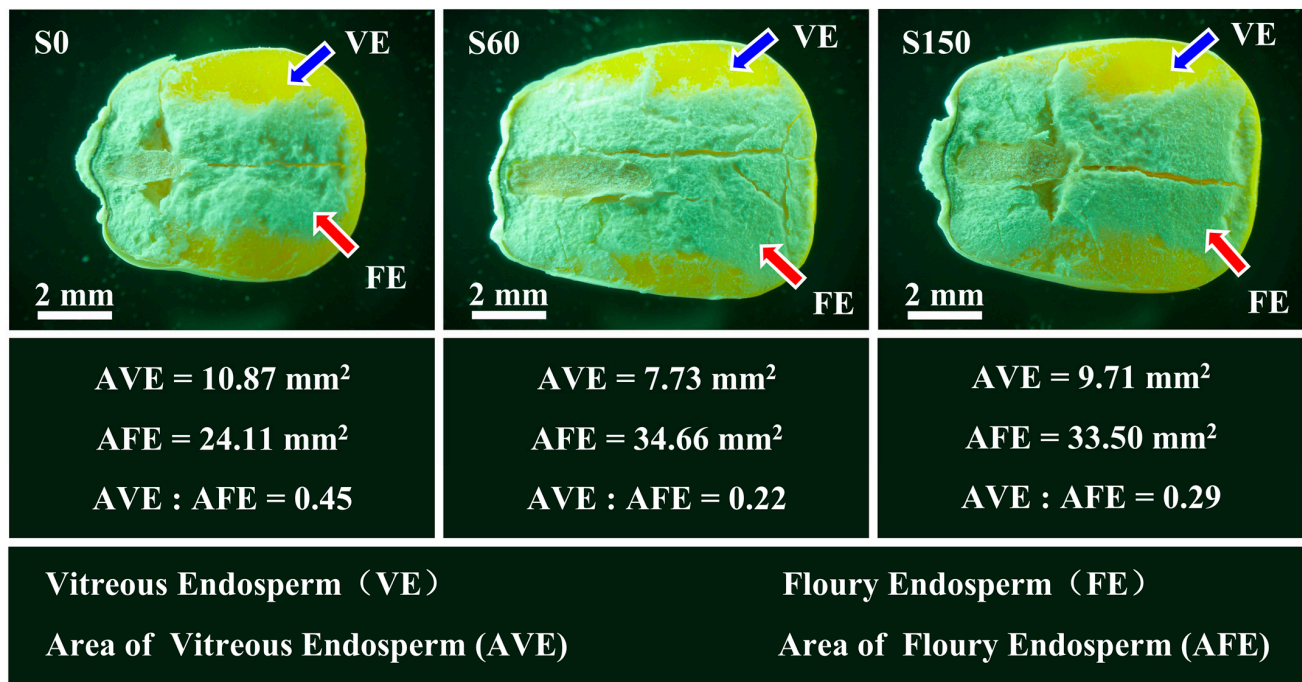 S0
VE
FE
2 mm
S60
VE
FE
2 mm
S150
VE
FE
2 mm
AVE = 10.87 mm²
AFE = 24.11 mm²
AVE : AFE = 0.45
AVE = 7.73 mm²
AFE = 34.66 mm²
AVE : AFE = 0.22
AVE = 9.71 mm²
AFE = 33.50 mm²
AVE : AFE = 0.29
Vitreous Endosperm（VE）
Floury Endosperm（FE）
Area of Vitreous Endosperm (AVE)
Area of Floury Endosperm (AFE)